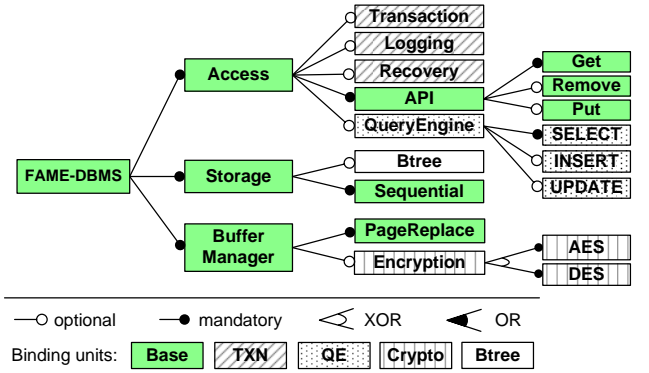 Transaction
Logging
Recovery
Access
API
QueryEngine
Get
Remove
Put
SELECT
INSERT
UPDATE
FAME-DBMS
Storage
Btree
Sequential
Buffer
Manager
PageReplace
Encryption
AES
DES
optional mandatory XOR OR
Binding units: Base TXN QE Crypto Btree